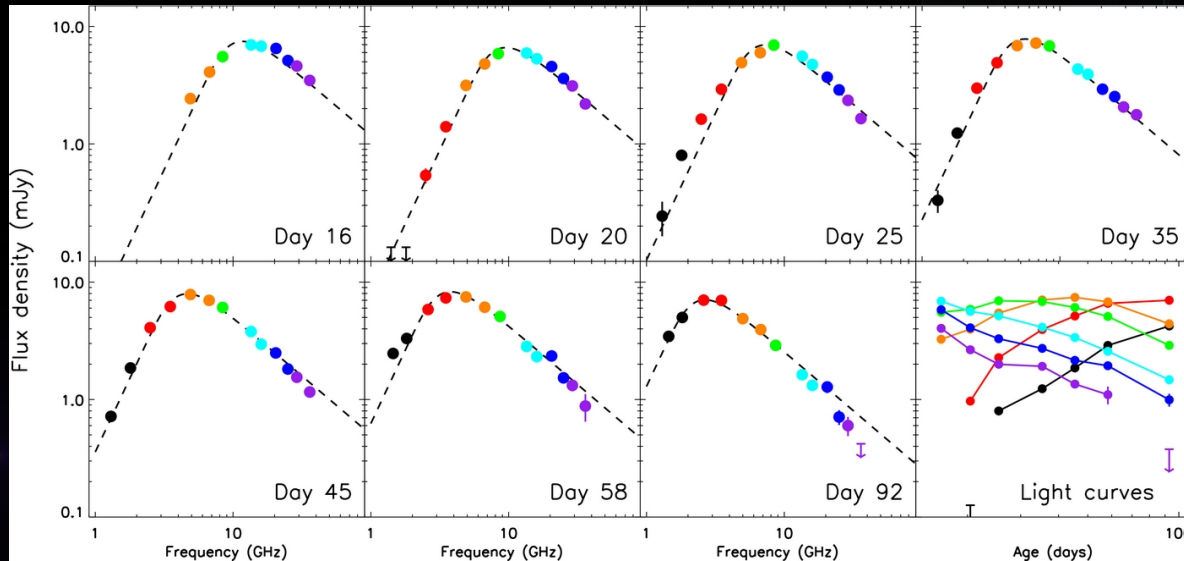 Flux density (mJy)
10.0
1.0
0.1
Day 16
Day 20
Day 25
Day 35
10.0
1.0
0.1
Day 45
Day 58
Day 92
Light curves
1
10
1
10
1
10
Frequency (GHz)
Frequency (GHz)
Frequency (GHz)
Age (days)